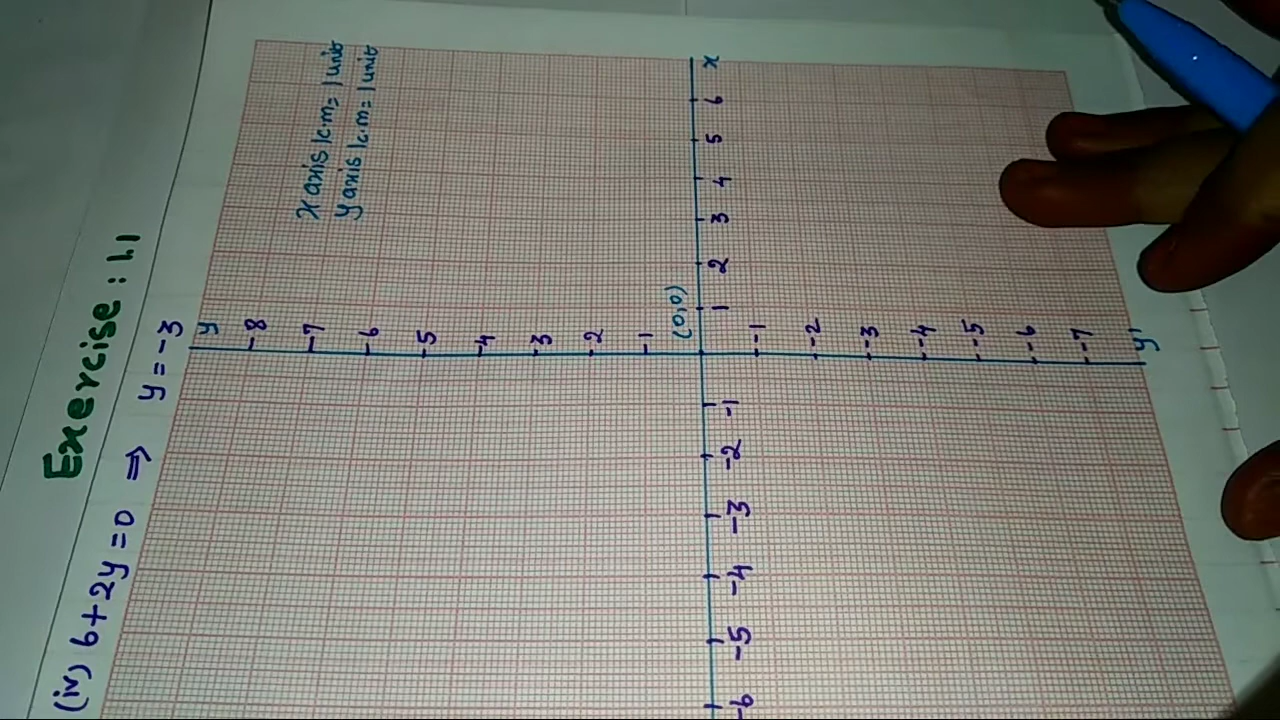 Exercise : 1.1
(iv) 6+2y=0 ⇒ y=-3
x axis 1c.m= 1 unit
y axis 1c.m= 1 unit
y
8
7
6
5
4
3
2
1
(0,0)
-6 -5 -4 -3 -2 -1 1 2 3 4 5 6 x
-1
-2
-3
-4
-5
-6
-7
y'